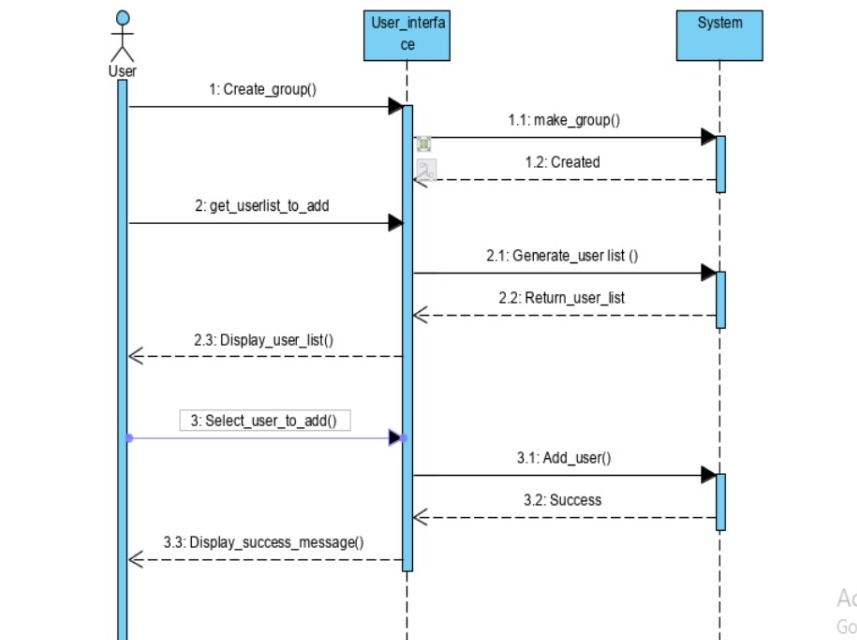 User_interfa
ce
System
User
1: Create_group()
1.1: make_group()
1.2: Created
2: get_userlist_to_add
2.1: Generate_user list ()
2.2: Return_user_list
2.3: Display_user_list()
3: Select_user_to_add()
3.1: Add_user()
3.2: Success
3.3: Display_success_message()
Go